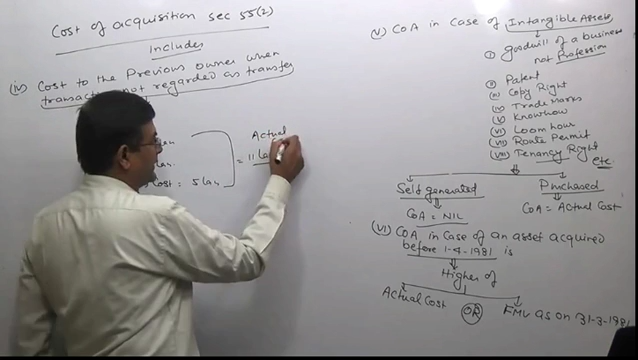 Cost of acquisition sec 55(2)
Includes
(iv) Cost to the Previous owner when
transaction not regarded as transfer
Actual
= 11 Lac
Cost = 5 Lac.
(v) COA in Case of Intangible Assets
(i) goodwill of a business
not Profession
(ii) Patent
(iii) Copy Right
(iv) Trade Marks
(v) Knowhow
(vi) Loom hour
(vii) Route Permit
(viii) Tenancy Right
etc.
Self generated
CoA = NIL
Purchased
COA = Actual Cost
(VI) COA in Case of an asset acquired
before 1-4-1981 is
Higher of
Actual Cost
OR
FMV as on 31-3-1981